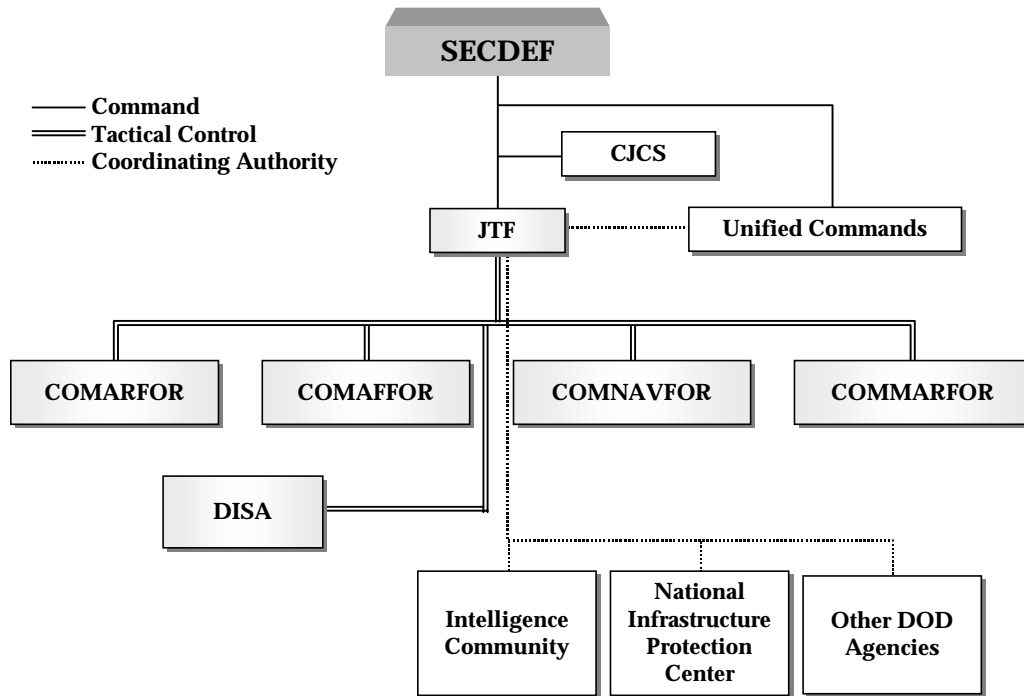 SECDEF
Command
Tactical Control
Coordinating Authority
CJCS
JTF
Unified Commands
COMARFOR
COMAFFOR
COMNAVFOR
COMMARFOR
DISA
Intelligence
Community
National
Infrastructure
Protection
Center
Other DOD
Agencies